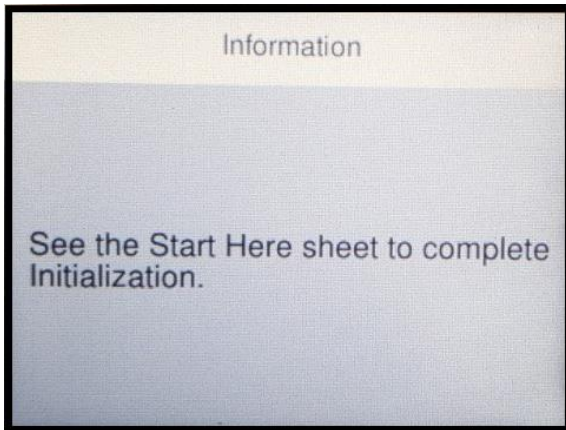 Information
See the Start Here sheet to complete
Initialization.